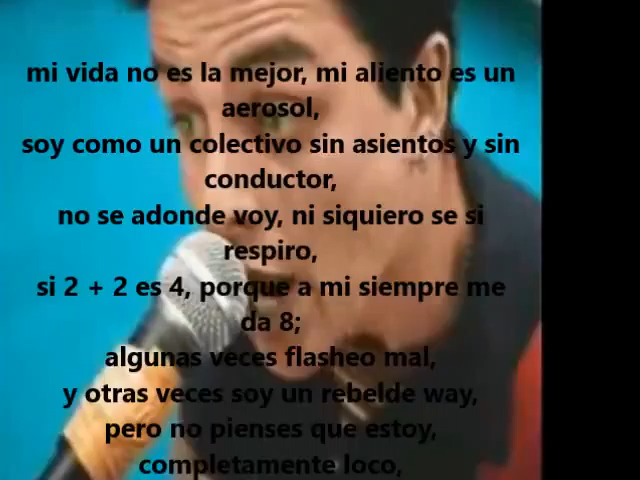 mi vida no es la mejor, mi aliento es un
aerosol,
soy como un colectivo sin asientos y sin
conductor,
no se adonde voy, ni siquiero se si
respiro,
si 2 + 2 es 4, porque a mi siempre me
da 8;
algunas veces flasheo mal,
y otras veces soy un rebelde way,
pero no pienses que estoy,
completamente loco,